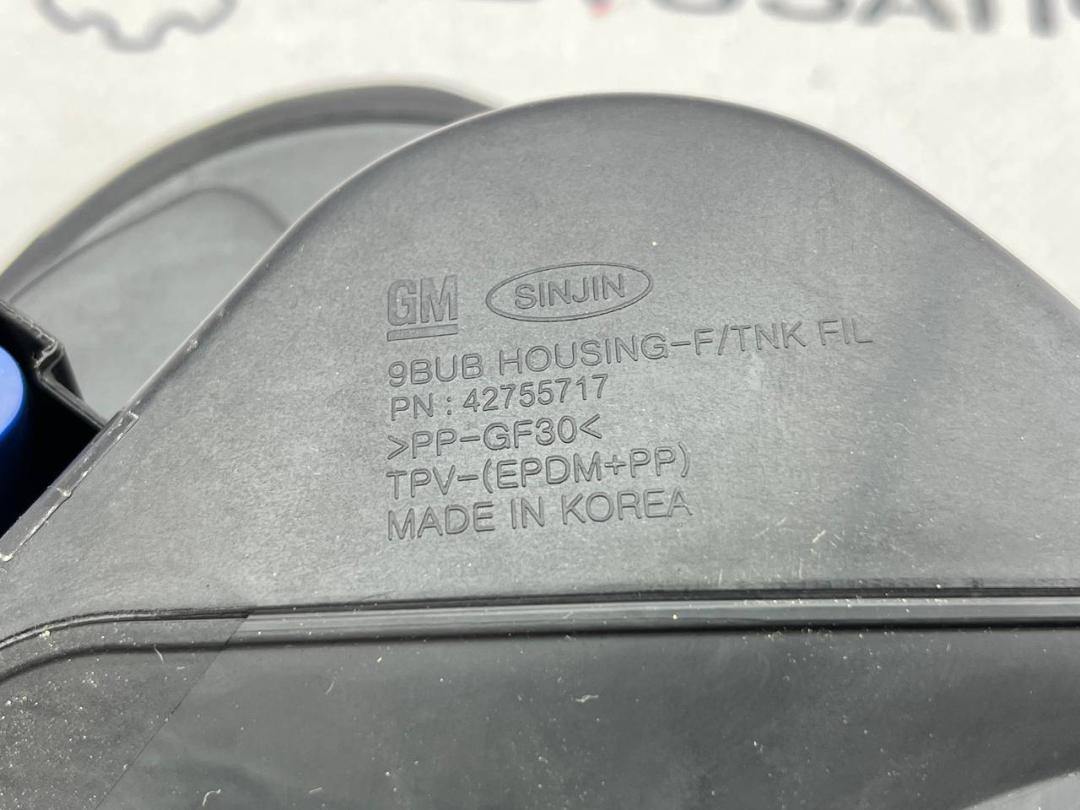 GM SINJIN
9BUB HOUSING-F/TNK FIL
PN : 42755717
>PP-GF30<
TPV-(EPDM+PP)
MADE IN KOREA